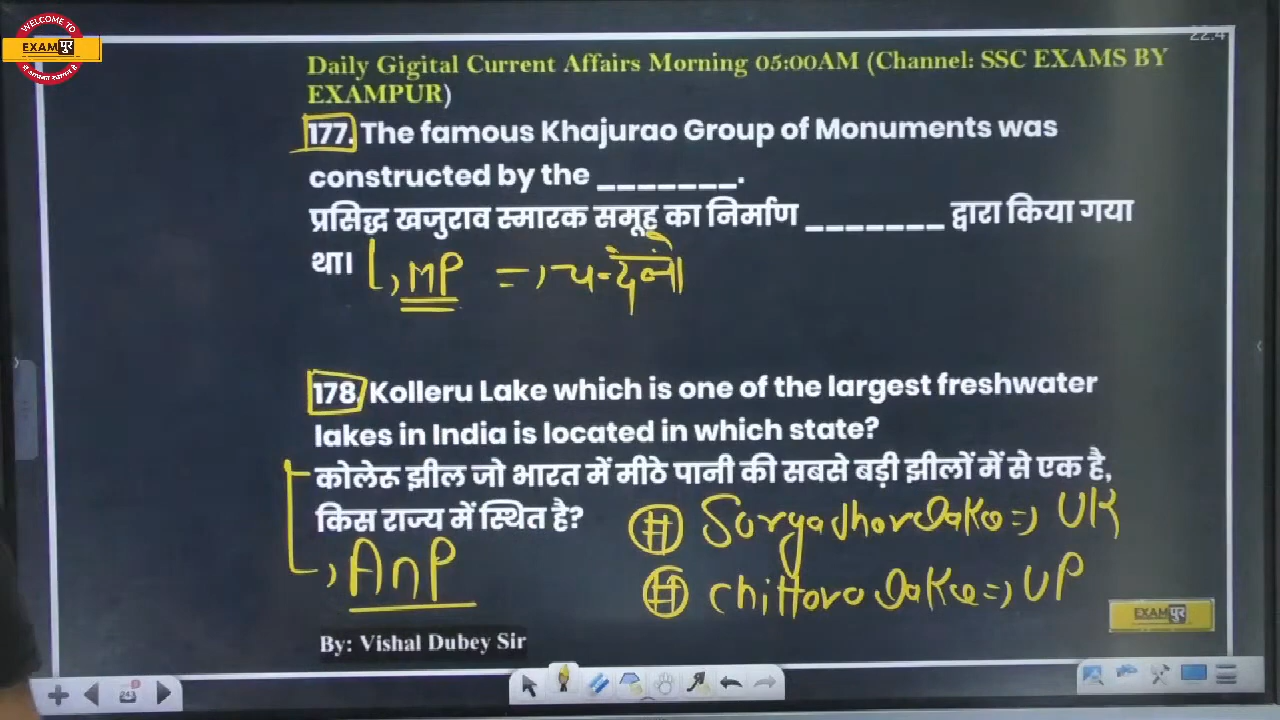 WELCOME TO
EXAMपुर
22:4
Daily Gigital Current Affairs Morning 05:00AM (Channel: SSC EXAMS BY
EXAMPUR)
177. The famous Khajurao Group of Monuments was
constructed by the _______.
प्रसिद्ध खजुराव स्मारक समूह का निर्माण _______ द्वारा किया गया
था।
MP =)
178. Kolleru Lake which is one of the largest freshwater
lakes in India is located in which state?
कोलेरू झील जो भारत में मीठे पानी की सबसे बड़ी झीलों में से एक है,
किस राज्य में स्थित है?
# Suryadhar Lake =) UK
AnP
# Chittora Lake =) UP
EXAMपुर
By: Vishal Dubey Sir
243